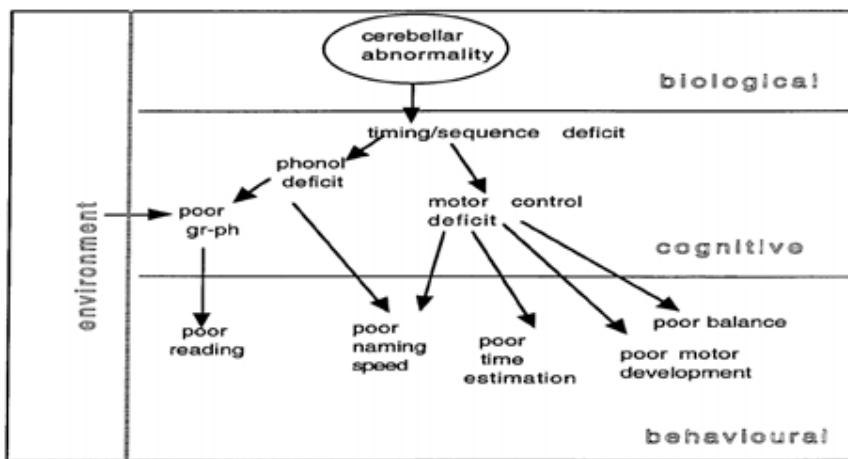 cerebellar
abnormality
biological
timing/sequence deficit
phonol
deficit
poor
gr-ph
motor control
deficit
cognitive
environment
poor
reading
poor
naming
speed
poor
time
estimation
poor balance
poor motor
development
behavioural